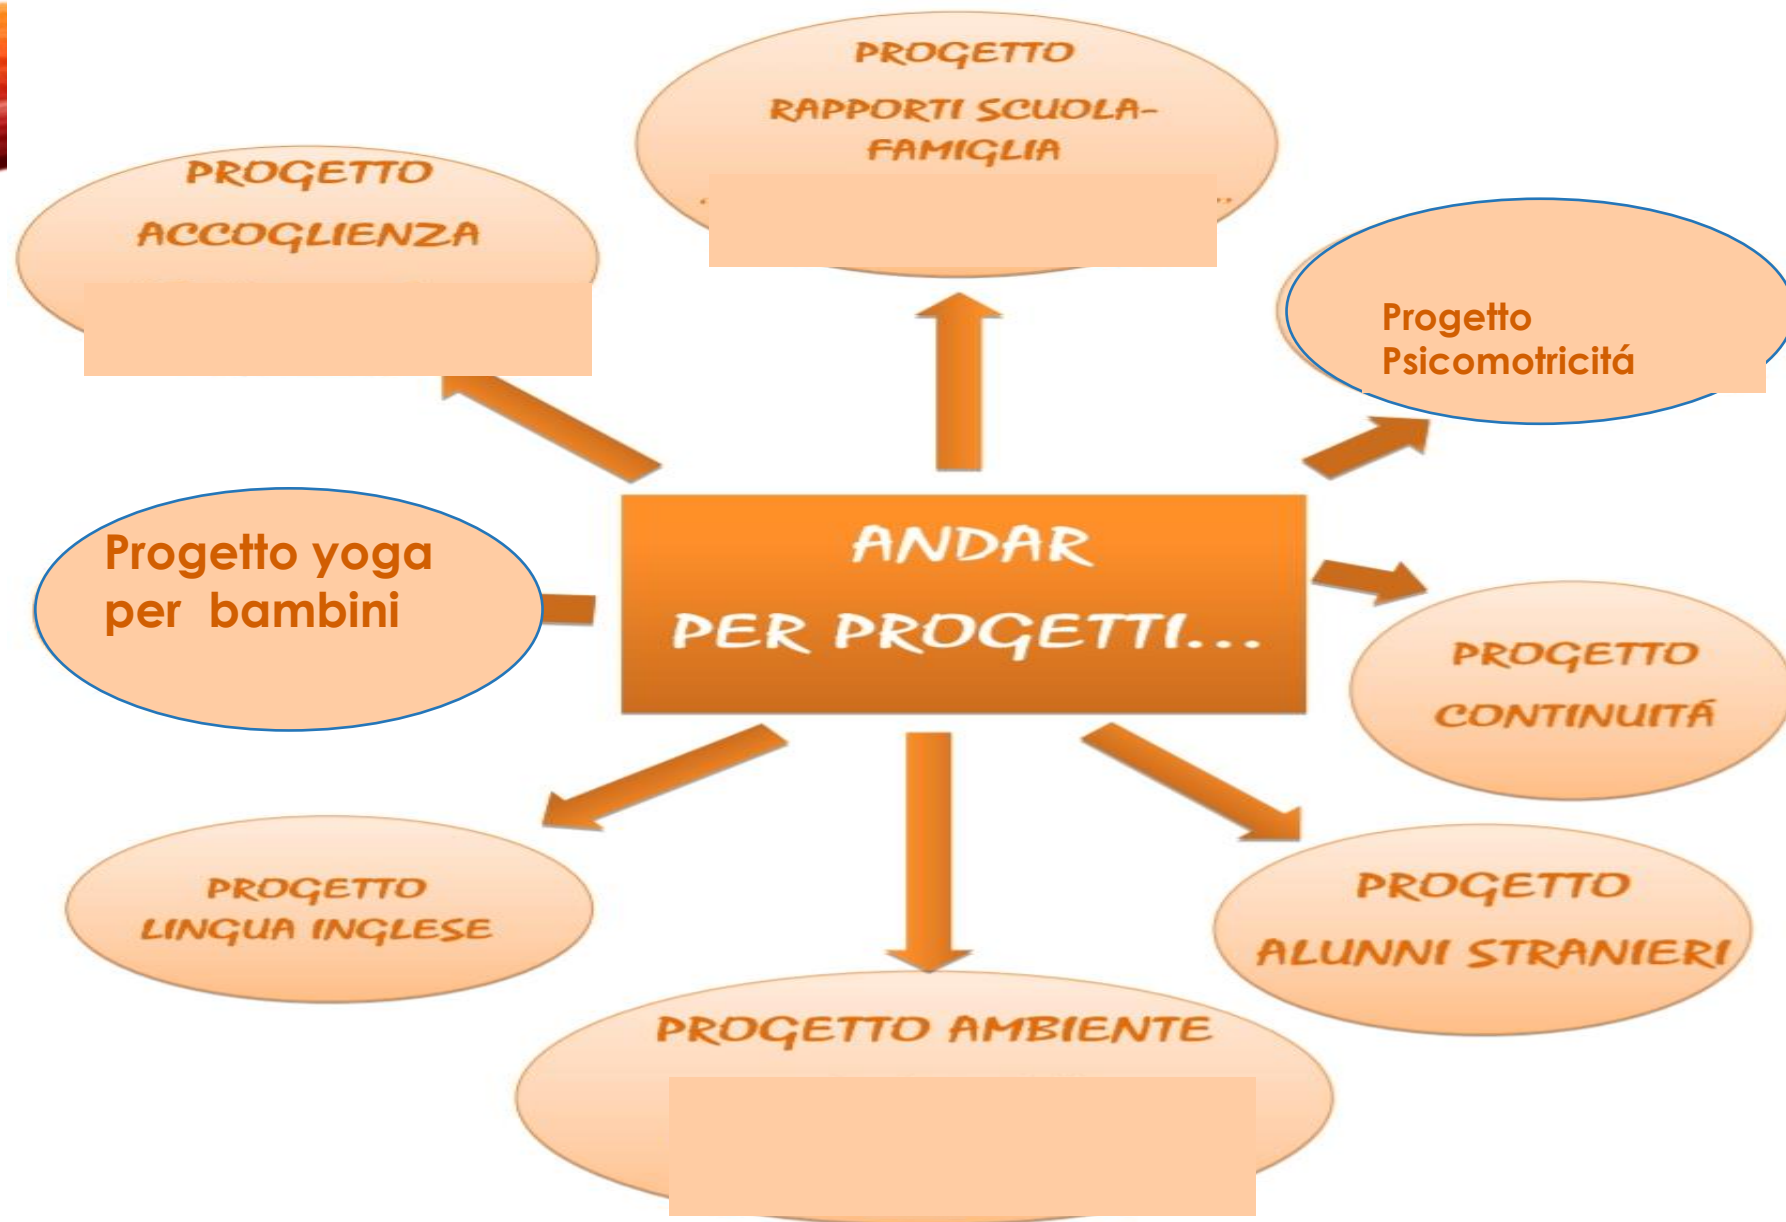 PROGETTO
RAPPORTI SCUOLA-
FAMIGLIA
PROGETTO
ACCOGLIENZA
Progetto
Psicomotricitá
Progetto yoga
per bambini
ANDAR
PER PROGETTI...
PROGETTO
CONTINUITÁ
PROGETTO
LINGUA INGLESE
PROGETTO
ALUNNI STRANIERI
PROGETTO AMBIENTE